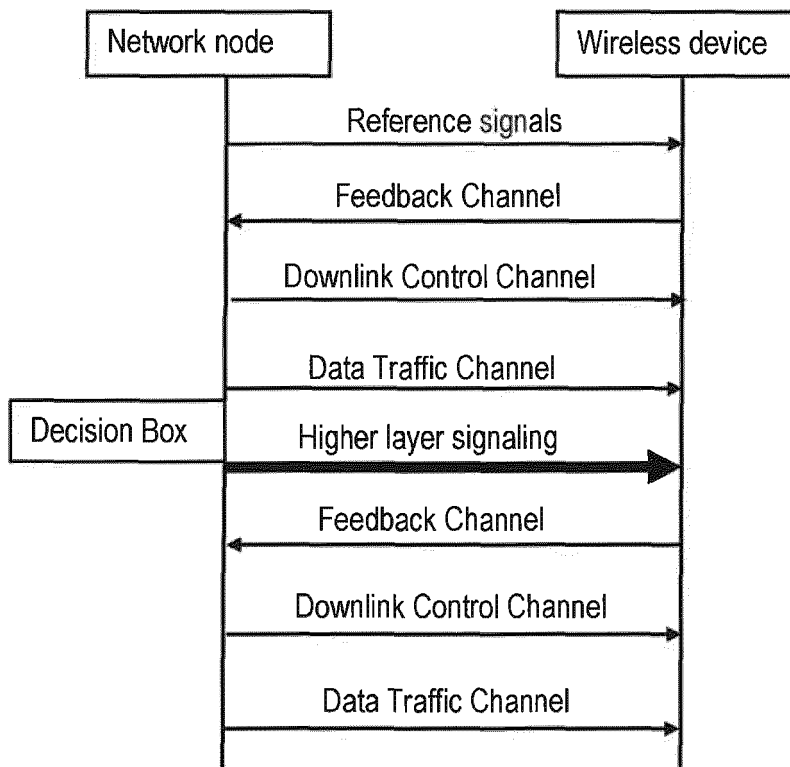 Network node
Wireless device
Reference signals
Feedback Channel
Downlink Control Channel
Data Traffic Channel
Decision Box
Higher layer signaling
Feedback Channel
Downlink Control Channel
Data Traffic Channel